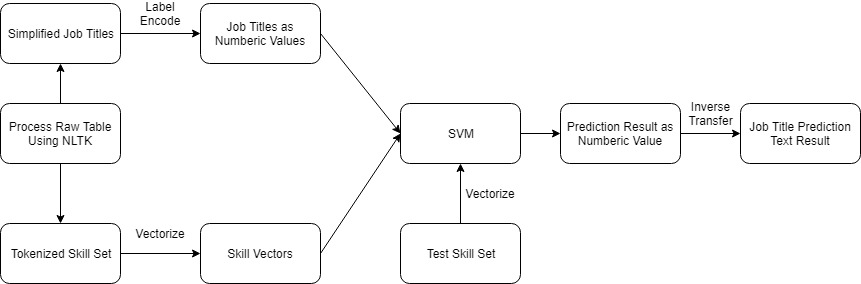 Simplified Job Titles
Label
Encode
Job Titles as
Numberic Values
Process Raw Table
Using NLTK
SVM
Prediction Result as
Numberic Value
Inverse
Transfer
Job Title Prediction
Text Result
Vectorize
Tokenized Skill Set
Vectorize
Skill Vectors
Test Skill Set